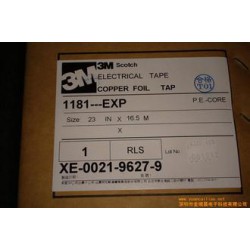 3M
3M Scotch
ELECTRICAL TAPE
COPPER FOIL TAP
1181---EXP
P.E.-CORE
Size: 23 IN X 16.5 M
X
1 RLS
XE-0021-9627-9